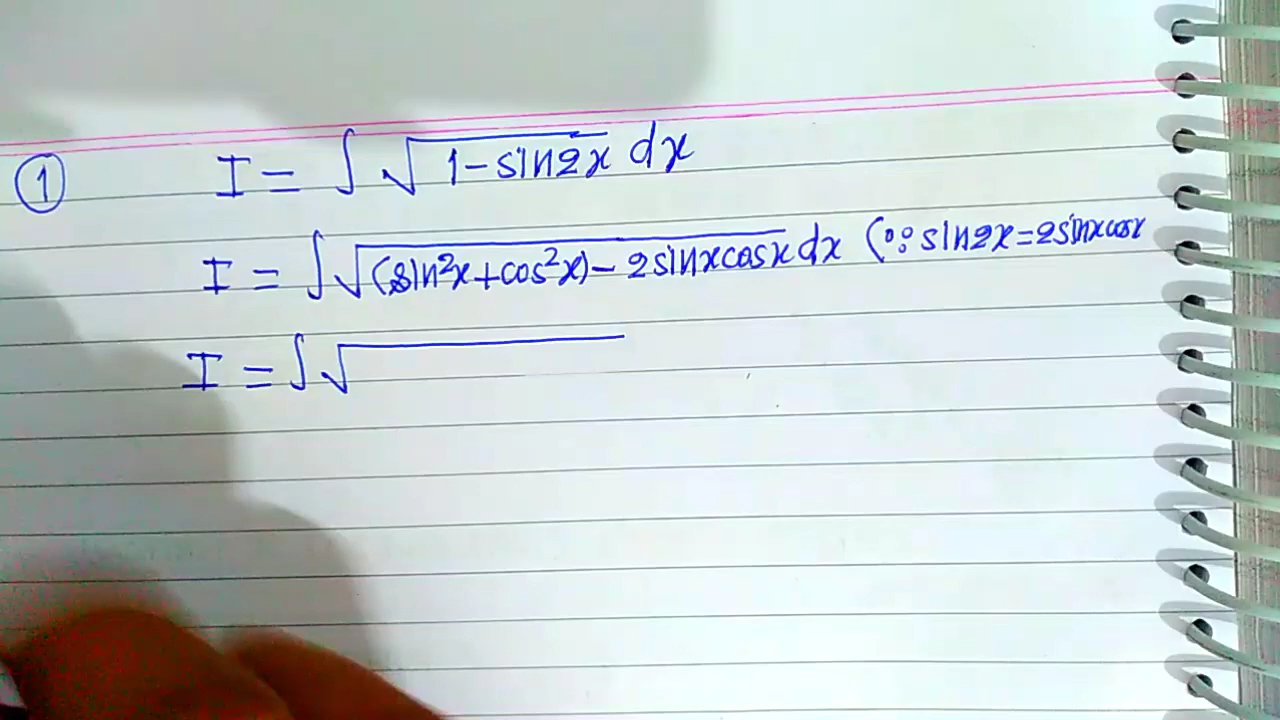 ① I = ∫ √(1-sin2x) dx
I = ∫ √((sin²x+cos²x) - 2sinxcosx) dx (∵ sin2x=2sinxcosx
I = ∫ √